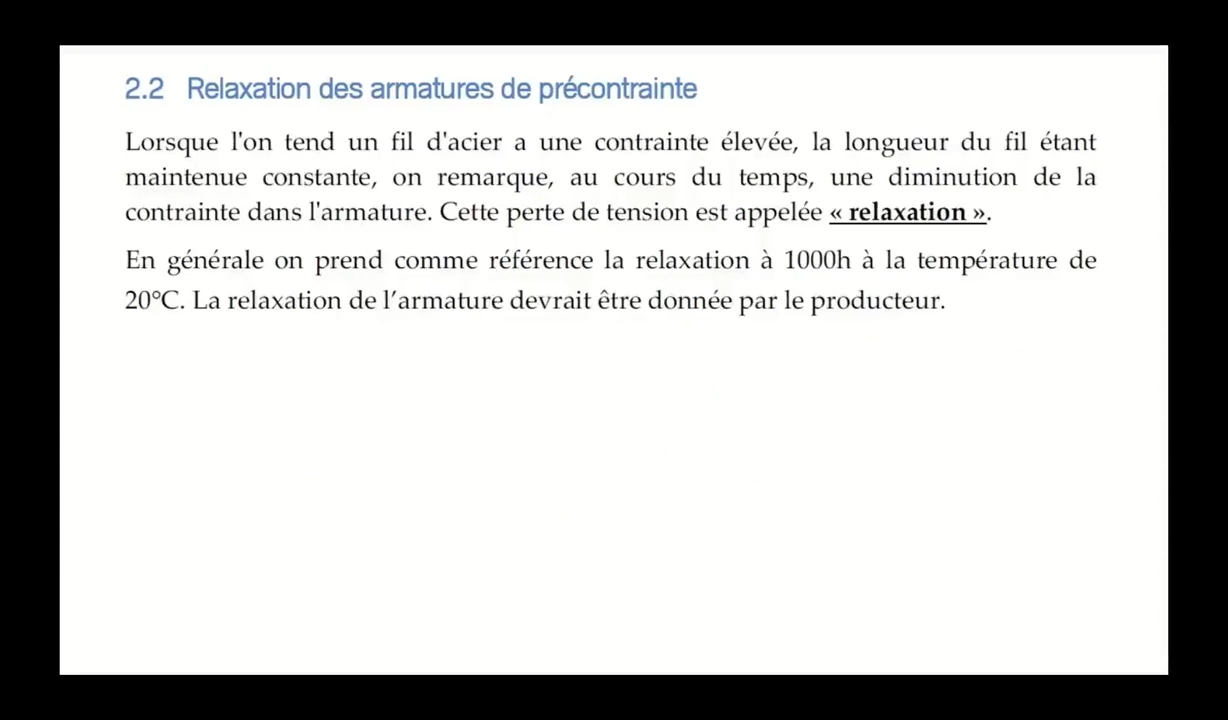 2.2 Relaxation des armatures de précontrainte
Lorsque l'on tend un fil d'acier a une contrainte élevée, la longueur du fil étant
maintenue constante, on remarque, au cours du temps, une diminution de la
contrainte dans l'armature. Cette perte de tension est appelée « relaxation ».
En générale on prend comme référence la relaxation à 1000h à la température de
20°C. La relaxation de l’armature devrait être donnée par le producteur.